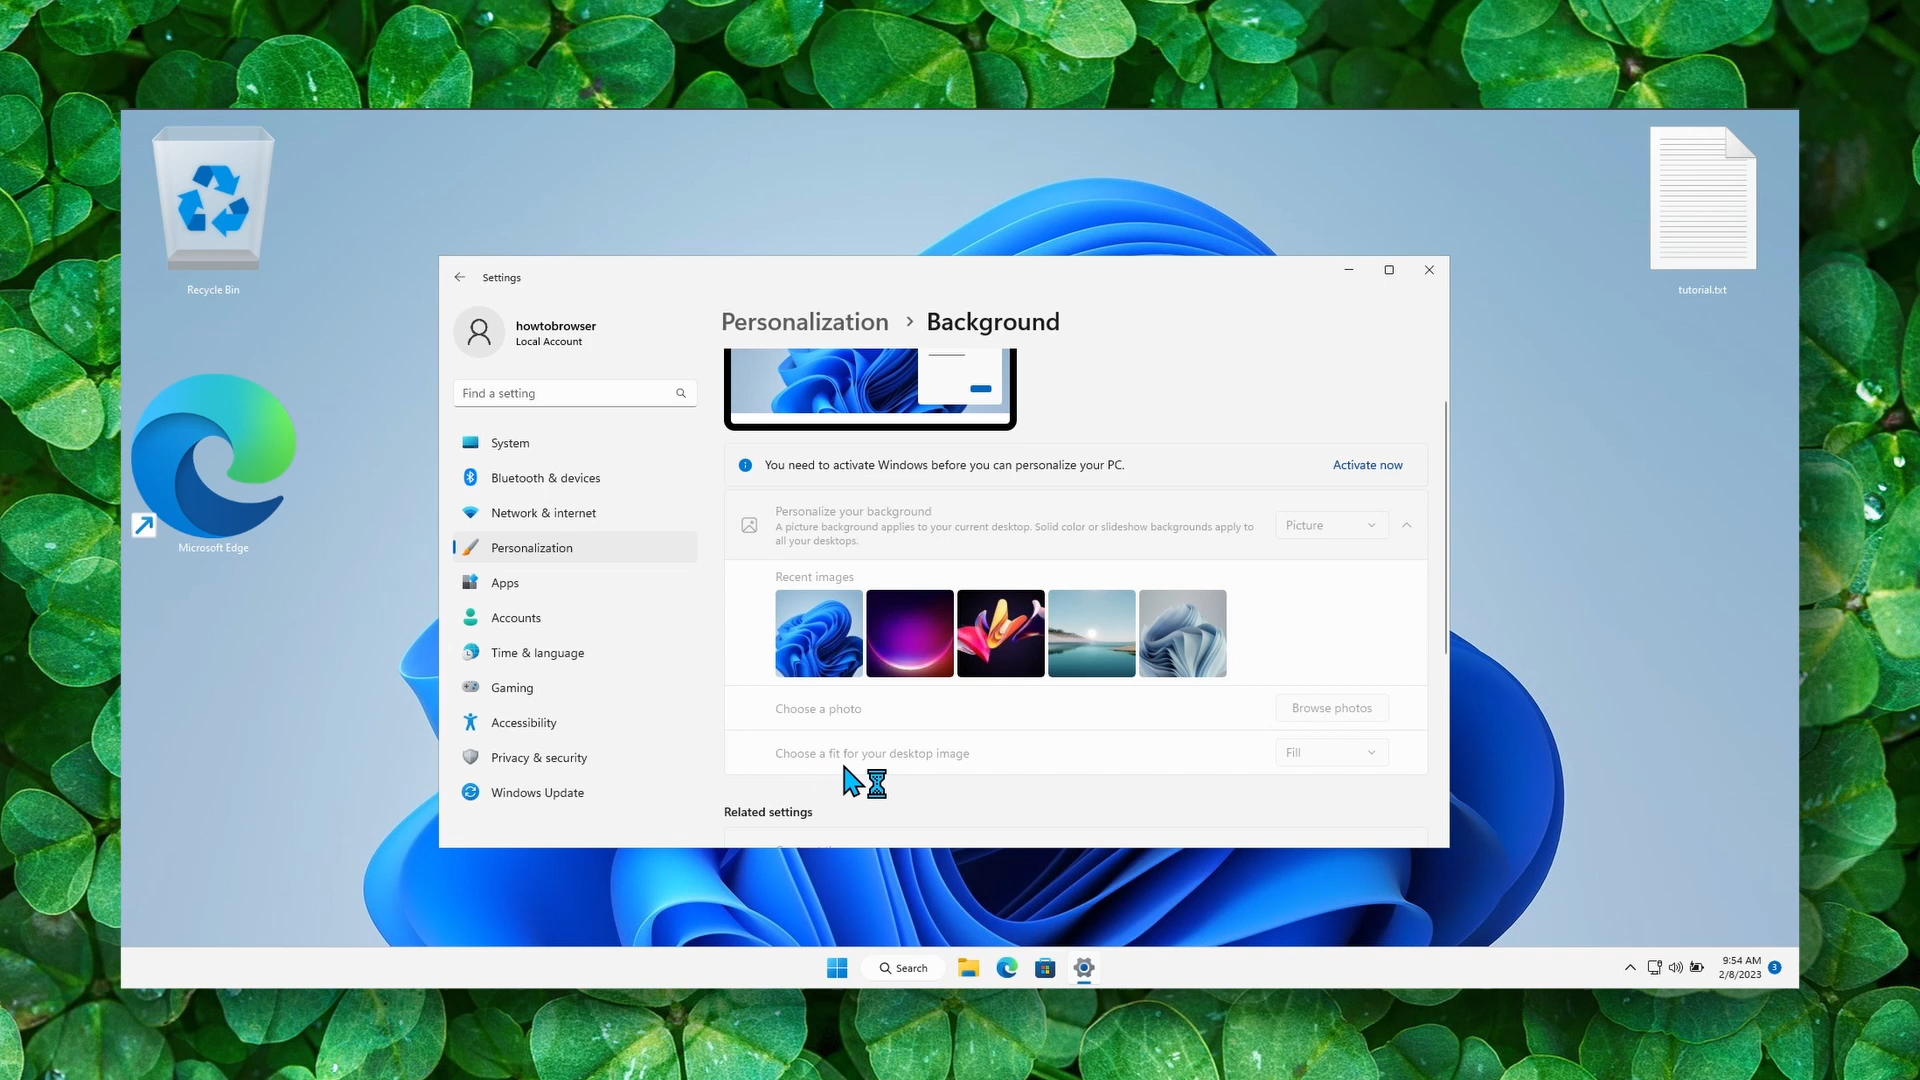 Recycle Bin
tutorial.txt
Microsoft Edge
Settings
howtobrowser
Local Account
Find a setting
System
Bluetooth & devices
Network & internet
Personalization
Apps
Accounts
Time & language
Gaming
Accessibility
Privacy & security
Windows Update
Personalization > Background
You need to activate Windows before you can personalize your PC.
Activate now
Personalize your background
A picture background applies to your current desktop. Solid color or slideshow backgrounds apply to
all your desktops.
Picture
Recent images
Choose a photo
Browse photos
Choose a fit for your desktop image
Fill
Related settings
Search
9:54 AM
2/8/2023
3